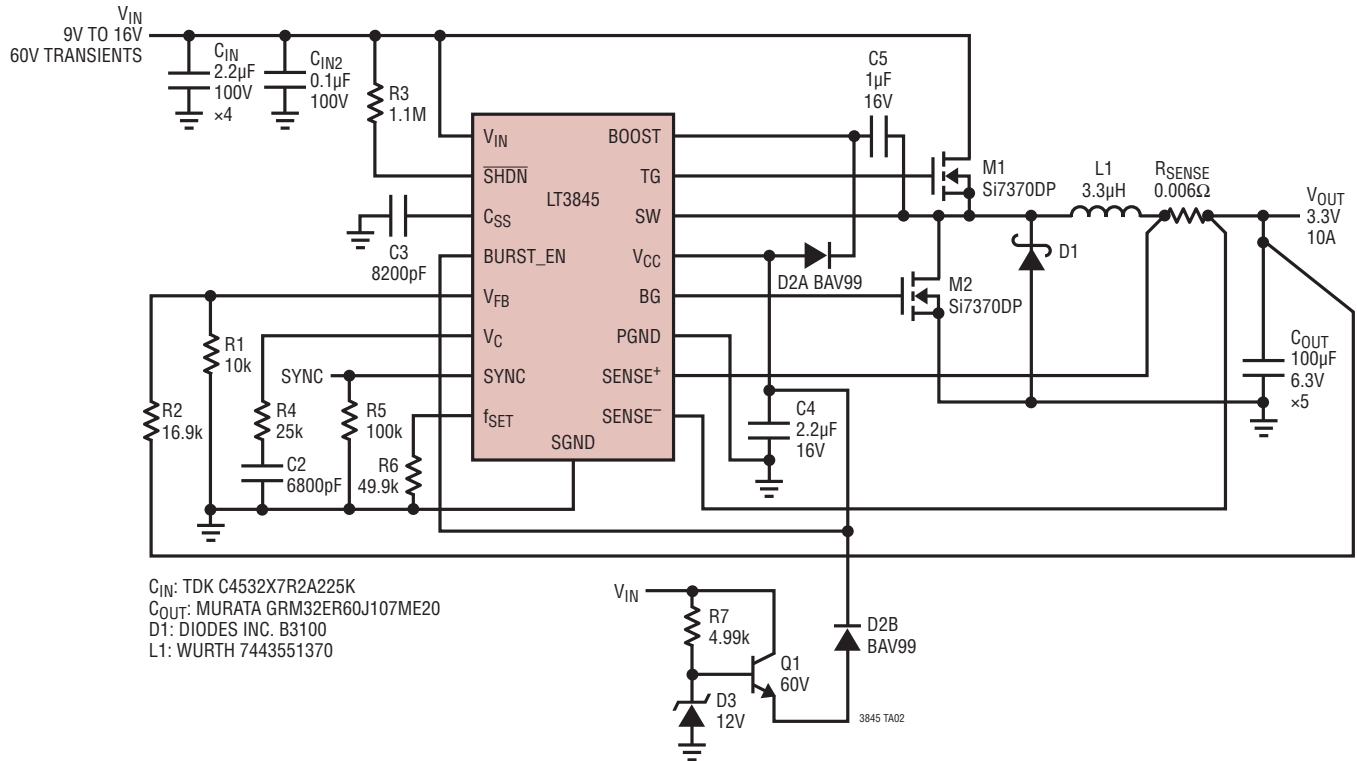 VIN
9V TO 16V
60V TRANSIENTS
CIN
2.2µF
100V
×4
CIN2
0.1µF
100V
R3
1.1M
C5
1µF
16V
VIN
SHDN
CSS
BURST_EN
VFB
VC
SYNC
fSET
SGND
LT3845
BOOST
TG
SW
VCC
BG
PGND
SENSE+
SENSE–
M1
Si7370DP
L1
3.3µH
RSENSE
0.006Ω
VOUT
3.3V
10A
C3
8200pF
D2A BAV99
M2
Si7370DP
D1
R1
10k
SYNC
R2
16.9k
R4
25k
R5
100k
C2
6800pF
R6
49.9k
C4
2.2µF
16V
COUT
100µF
6.3V
×5
CIN: TDK C4532X7R2A225K
COUT: MURATA GRM32ER60J107ME20
D1: DIODES INC. B3100
L1: WURTH 7443551370
VIN
R7
4.99k
Q1
60V
D2B
BAV99
D3
12V
3845 TA02